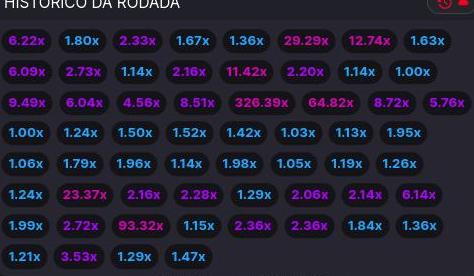 HISTÓRICO DA RODADA
6.22x 1.80x 2.33x 1.67x 1.36x 29.29x 12.74x 1.63x
6.09x 2.73x 1.14x 2.16x 11.42x 2.20x 1.14x 1.00x
9.49x 6.04x 4.56x 8.51x 326.39x 64.82x 8.72x 5.76x
1.00x 1.24x 1.50x 1.52x 1.42x 1.03x 1.13x 1.95x
1.06x 1.79x 1.96x 1.14x 1.98x 1.05x 1.19x 1.26x
1.24x 23.37x 2.16x 2.28x 1.29x 2.06x 2.14x 6.14x
1.99x 2.72x 93.32x 1.15x 2.36x 2.36x 1.84x 1.36x
1.21x 3.53x 1.29x 1.47x